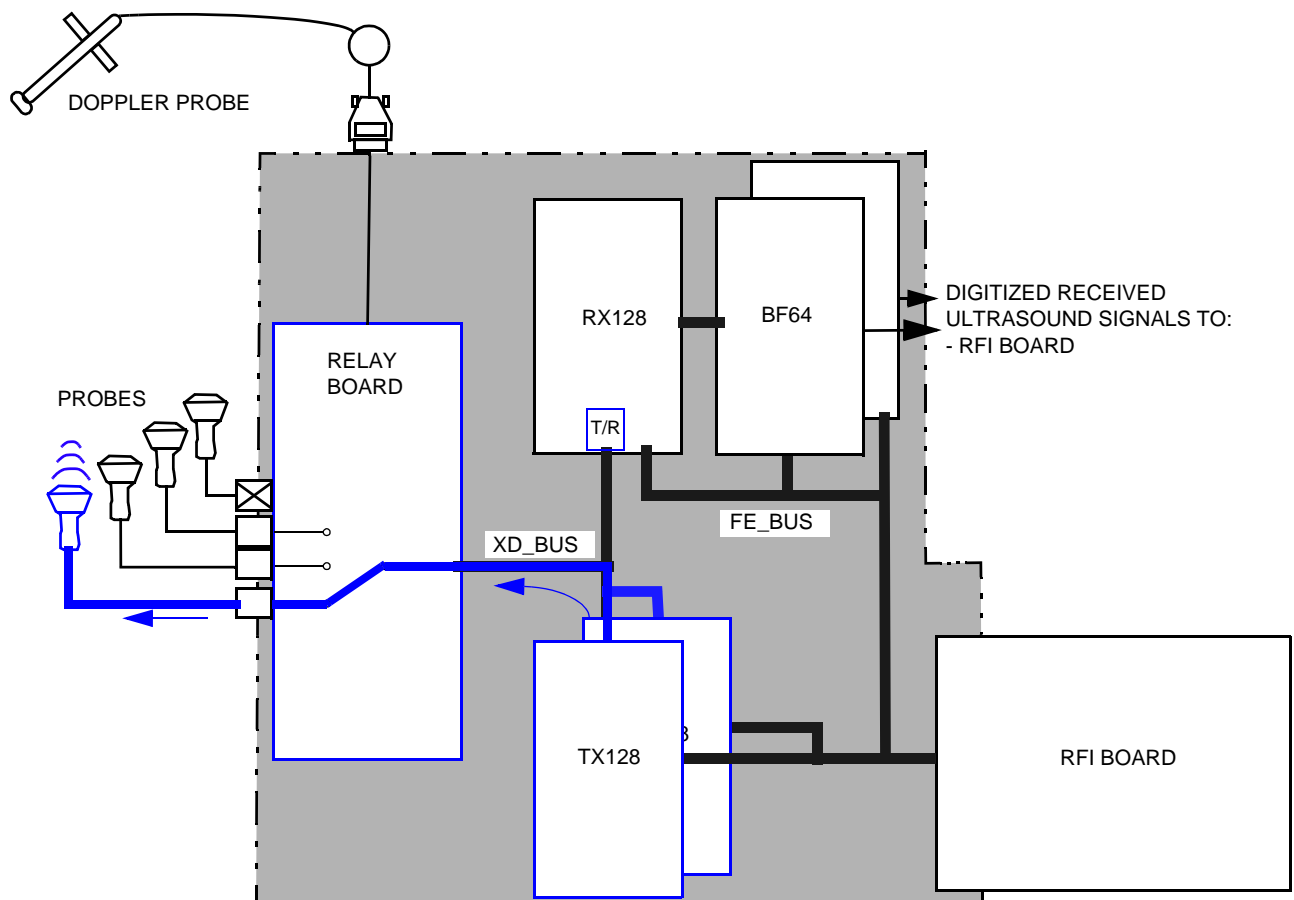 DOPPLER PROBE
RX128
BF64
DIGITIZED RECEIVED
ULTRASOUND SIGNALS TO:
- RFI BOARD
RELAY
BOARD
PROBES
T/R
FE_BUS
XD_BUS
TX128
RFI BOARD